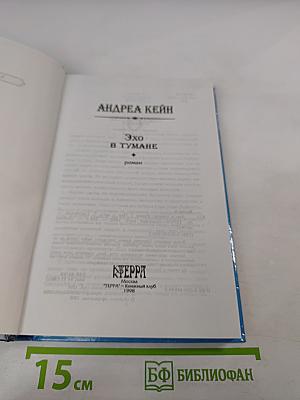 АНДРЕА КЕЙН
ЭХО
В ТУМАНЕ
роман
ТЕРРА
Москва
"ТЕРРА" – Книжный клуб
1998
15 см
БФ БИБЛИОФАН